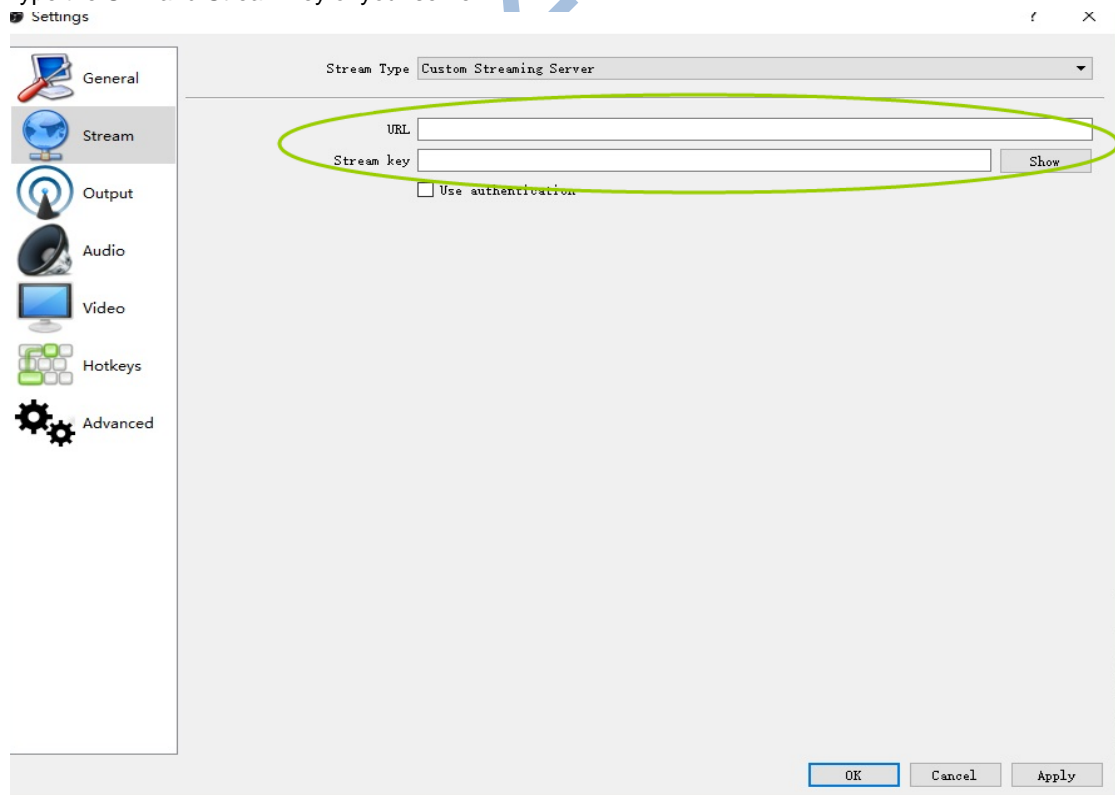 Settings
?
General
Stream Type Custom Streaming Server
Stream
URL
Stream key
Show
Output
Use authentication
Audio
Video
Hotkeys
Advanced
OK
Cancel
Apply